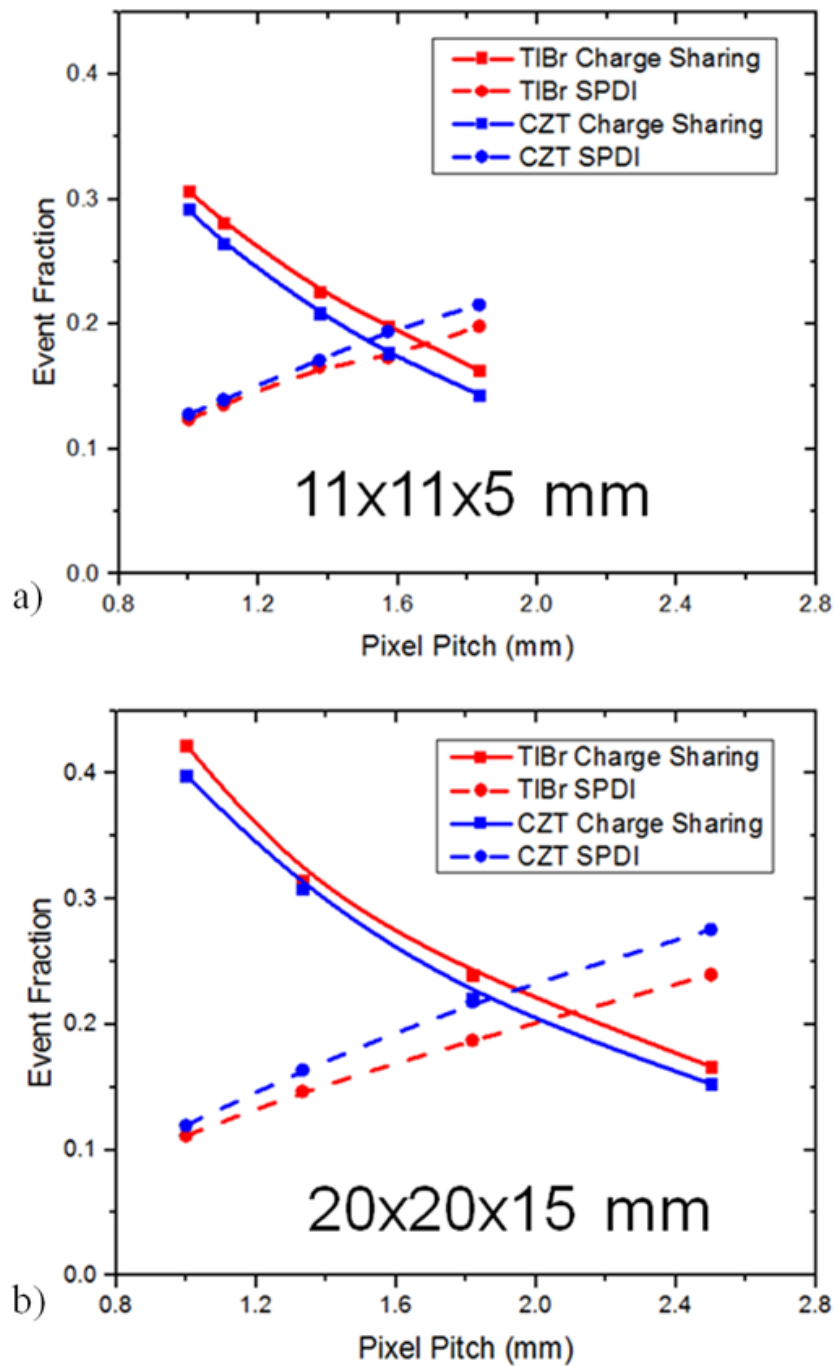 0.4
0.3
0.2
0.1
0.0
Event Fraction
TlBr Charge Sharing
TlBr SPDI
CZT Charge Sharing
CZT SPDI
11x11x5 mm
a)
0.8 1.2 1.6 2.0 2.4 2.8
Pixel Pitch (mm)
0.4
0.3
0.2
0.1
0.0
Event Fraction
TlBr Charge Sharing
TlBr SPDI
CZT Charge Sharing
CZT SPDI
20x20x15 mm
b)
0.8 1.2 1.6 2.0 2.4 2.8
Pixel Pitch (mm)